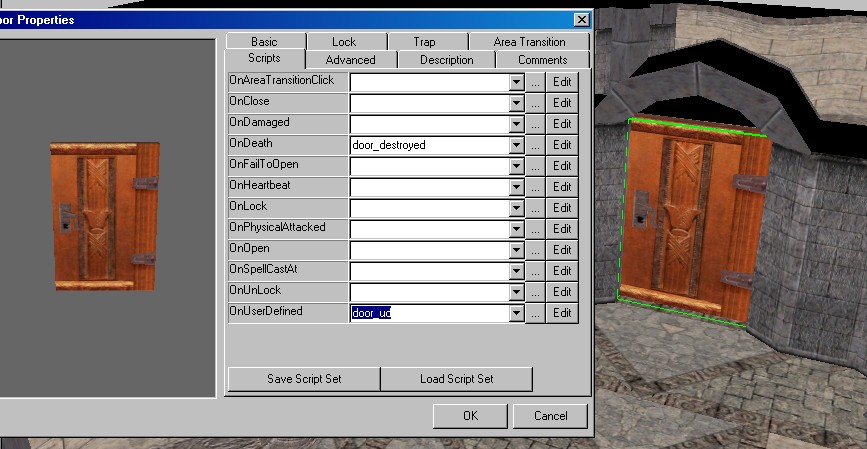 oor Properties
Basic Lock Trap Area Transition
Scripts Advanced Description Comments
OnAreaTransitionClick ... Edit
OnClose ... Edit
OnDamaged ... Edit
OnDeath door_destroyed ... Edit
OnFailToOpen ... Edit
OnHeartbeat ... Edit
OnLock ... Edit
OnPhysicalAttacked ... Edit
OnOpen ... Edit
OnSpellCastAt ... Edit
OnUnLock ... Edit
OnUserDefined door_ud ... Edit
Save Script Set Load Script Set
OK Cancel